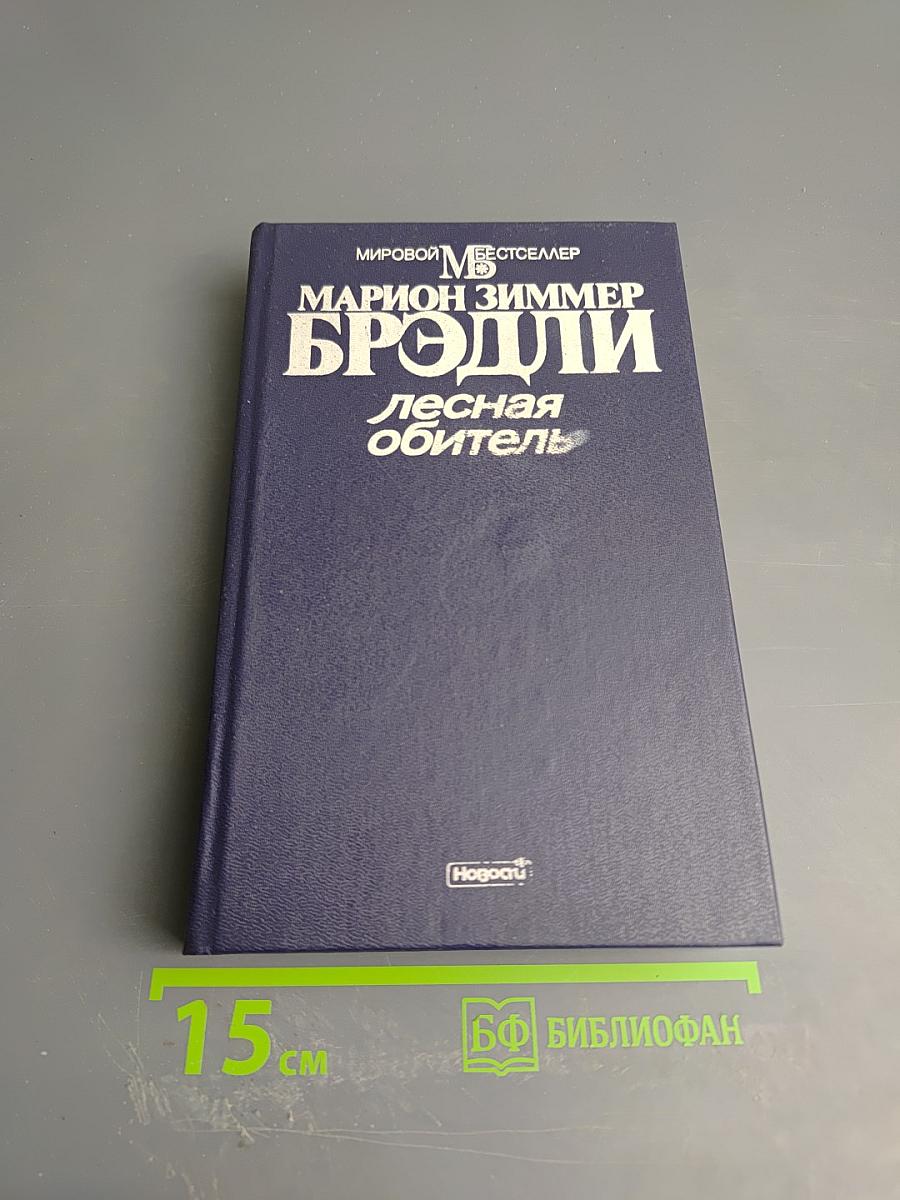 МИРОВОЙ МБ БЕСТСЕЛЛЕР
МАРИОН ЗИММЕР
БРЭДЛИ
лесная
обитель
Новости
15 см
БФ БИБЛИОФАН